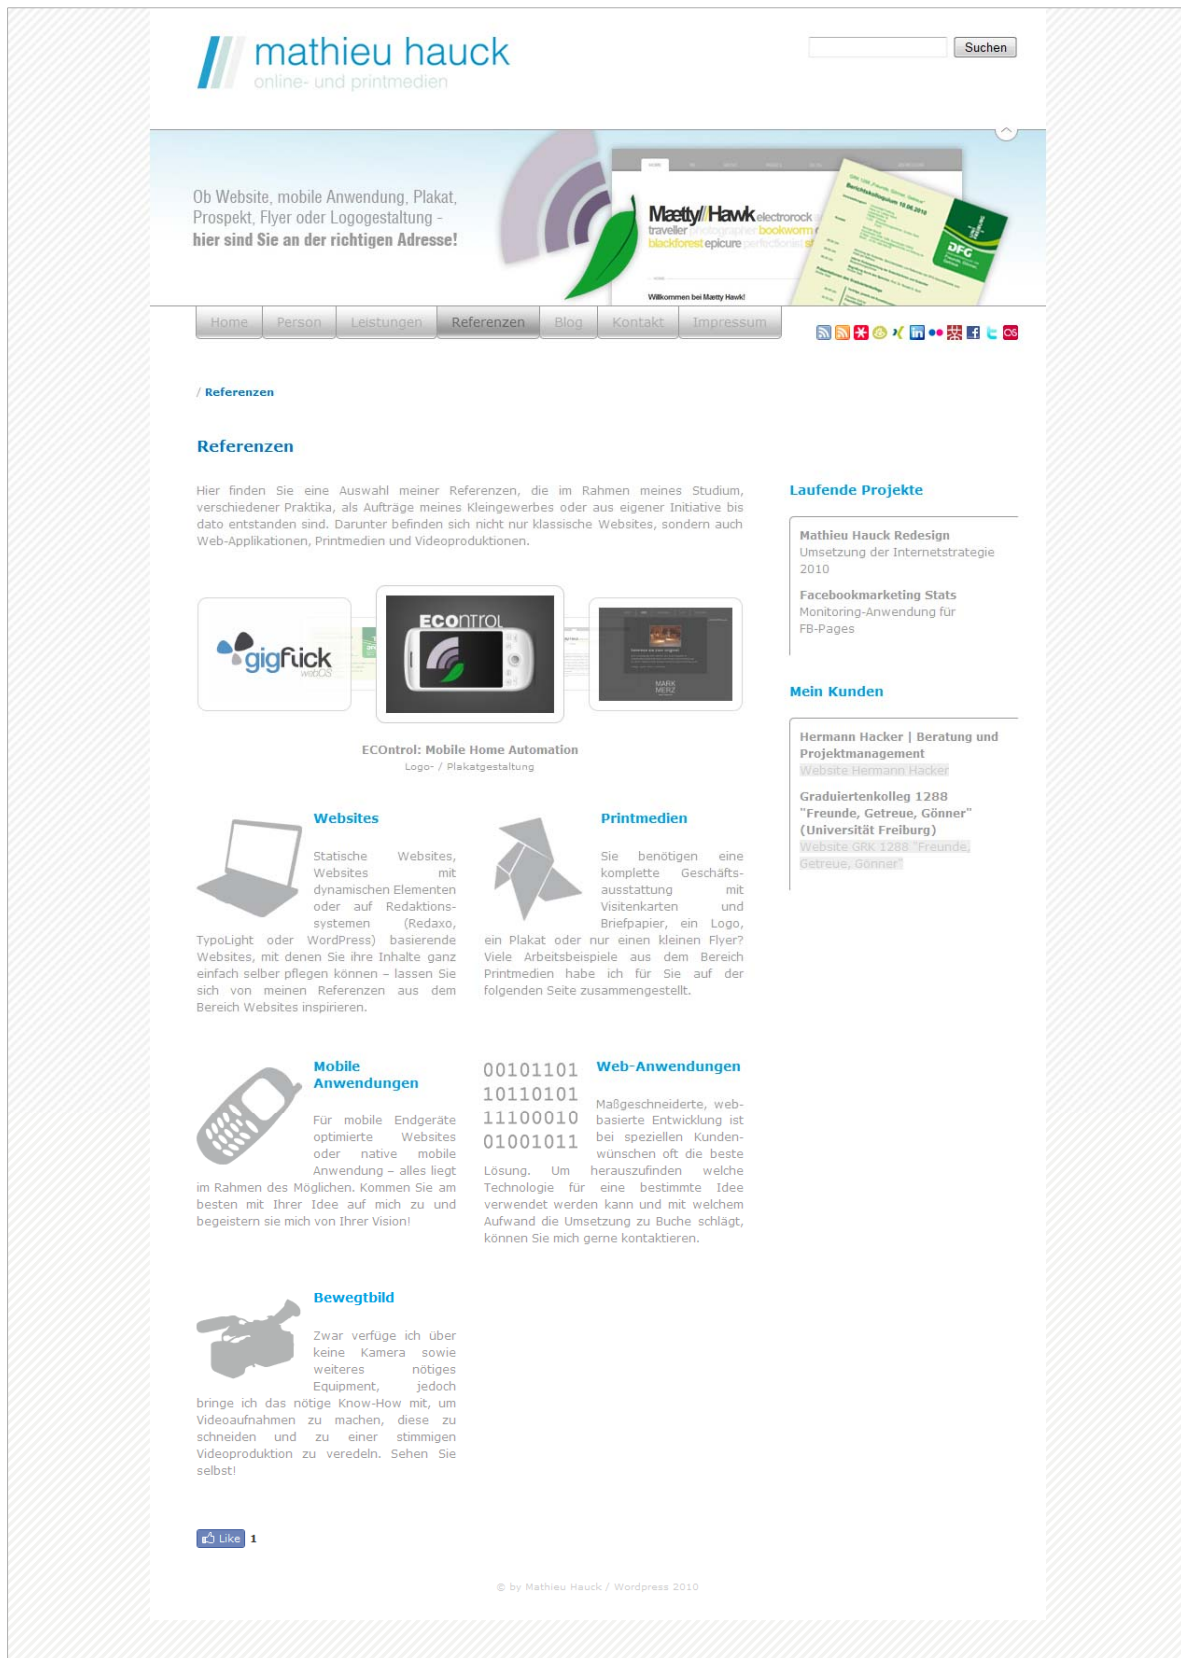 mathieu hauck
online- und printmedien
Suchen
Ob Website, mobile Anwendung, Plakat,
Prospekt, Flyer oder Logogestaltung -
hier sind Sie an der richtigen Adresse!
HOME
Mætty//Hawk electrorock
traveller photographer bookworm
blackforest epicure perfectionist
Willkommen bei Mætty Hawk!
Berichtskolloquium 10.06.2010
DFG
Home Person Leistungen Referenzen Blog Kontakt Impressum
/ Referenzen
Referenzen
Hier finden Sie eine Auswahl meiner Referenzen, die im Rahmen meines Studium,
verschiedener Praktika, als Aufträge meines Kleingewerbes oder aus eigener Initiative bis
dato entstanden sind. Darunter befinden sich nicht nur klassische Websites, sondern auch
Web-Applikationen, Printmedien und Videoproduktionen.
gigflick
webOS
ECOntrol
MARK
MERZ
ECOntrol: Mobile Home Automation
Logo- / Plakatgestaltung
Websites
Statische Websites,
Websites mit
dynamischen Elementen
oder auf Redaktions-
systemen (Redaxo,
TypoLight oder WordPress) basierende
Websites, mit denen Sie ihre Inhalte ganz
einfach selber pflegen können – lassen Sie
sich von meinen Referenzen aus dem
Bereich Websites inspirieren.
Printmedien
Sie benötigen eine
komplette Geschäfts-
ausstattung mit
Visitenkarten und
Briefpapier, ein Logo,
ein Plakat oder nur einen kleinen Flyer?
Viele Arbeitsbeispiele aus dem Bereich
Printmedien habe ich für Sie auf der
folgenden Seite zusammengestellt.
Mobile
Anwendungen
Für mobile Endgeräte
optimierte Websites
oder native mobile
Anwendung – alles liegt
im Rahmen des Möglichen. Kommen Sie am
besten mit Ihrer Idee auf mich zu und
begeistern sie mich von Ihrer Vision!
00101101
10110101
11100010
01001011
Web-Anwendungen
Maßgeschneiderte, web-
basierte Entwicklung ist
bei speziellen Kunden-
wünschen oft die beste
Lösung. Um herauszufinden welche
Technologie für eine bestimmte Idee
verwendet werden kann und mit welchem
Aufwand die Umsetzung zu Buche schlägt,
können Sie mich gerne kontaktieren.
Bewegtbild
Zwar verfüge ich über
keine Kamera sowie
weiteres nötiges
Equipment, jedoch
bringe ich das nötige Know-How mit, um
Videoaufnahmen zu machen, diese zu
schneiden und zu einer stimmigen
Videoproduktion zu veredeln. Sehen Sie
selbst!
Laufende Projekte
Mathieu Hauck Redesign
Umsetzung der Internetstrategie
2010
Facebookmarketing Stats
Monitoring-Anwendung für
FB-Pages
Mein Kunden
Hermann Hacker | Beratung und
Projektmanagement
Website Hermann Hacker
Graduiertenkolleg 1288
"Freunde, Getreue, Gönner"
(Universität Freiburg)
Website GRK 1288 "Freunde,
Getreue, Gönner"
Like 1
© by Mathieu Hauck / Wordpress 2010